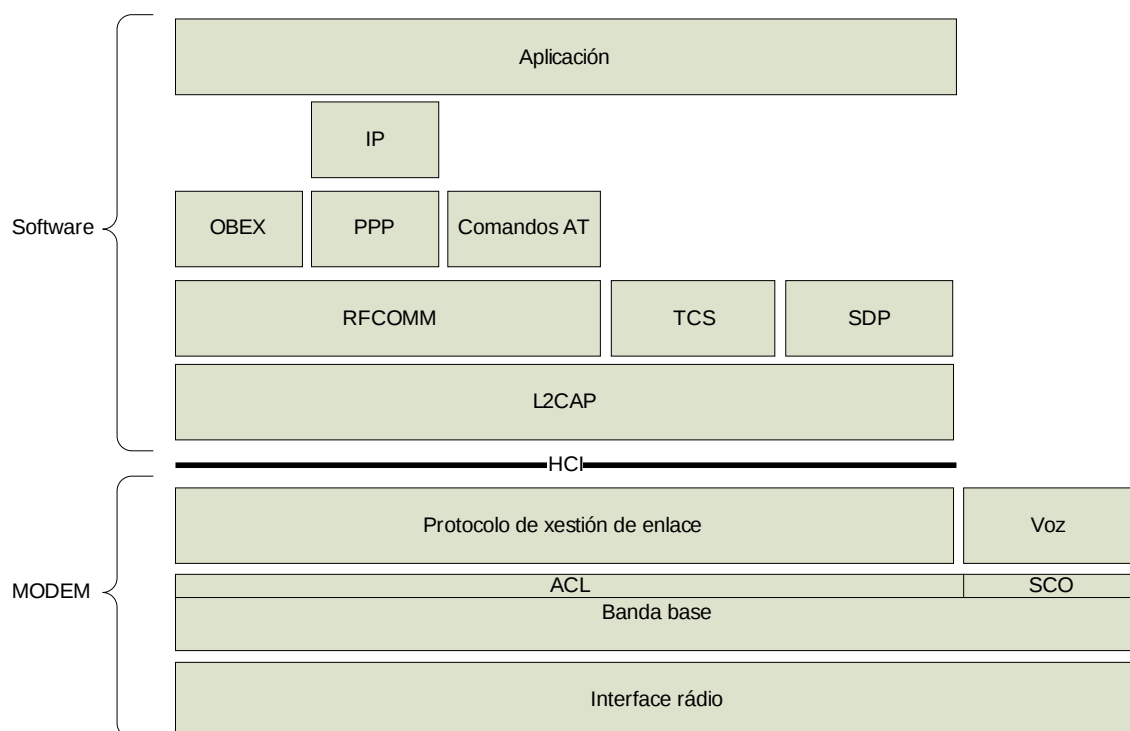 Aplicación
IP
Software
OBEX
PPP
Comandos AT
RFCOMM
TCS
SDP
L2CAP
HCI
Protocolo de xestión de enlace
Voz
MODEM
ACL
SCO
Banda base
Interface rádio